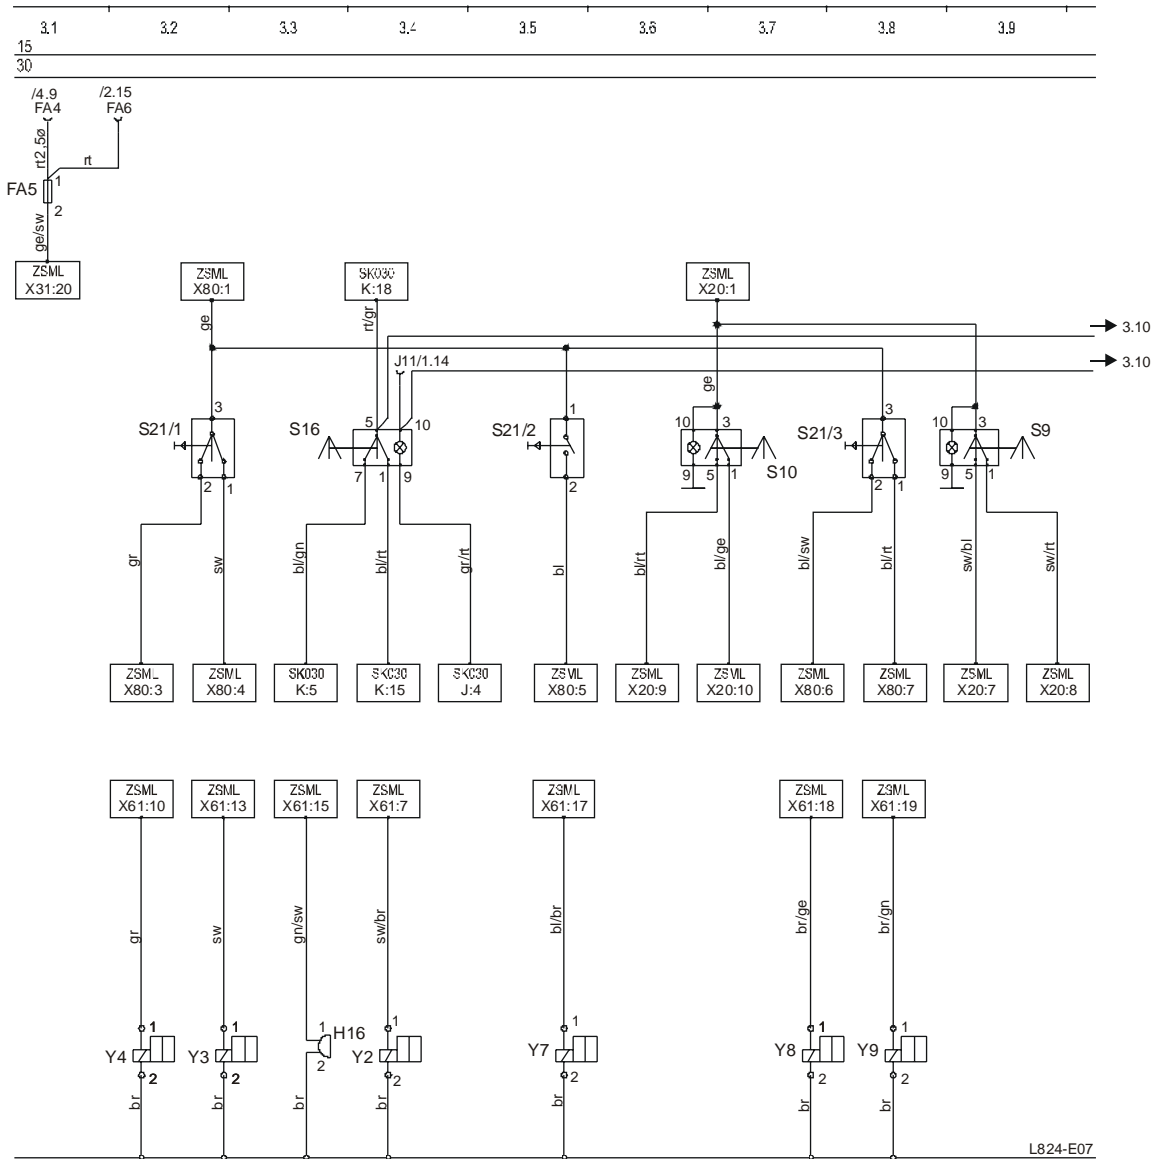 3.1 3.2 3.3 3.4 3.5 3.6 3.7 3.8 3.9
15
30
/4.9 /2.15
FA4 FA6
rt2,5ø
rt
FA5 1
2
ge/sw
ZSML ZSML SK030 ZSML
X31:20 X80:1 K:18 X20:1
ge rt/gr
3.10
J11/1.14 3.10
ge
3 5 10 1 10 3 3 10 3
S21/1 S16 S21/2 S10 S21/3 S9
2 1 7 1 9 2 9 5 1 2 1 9 5 1
gr sw bl/gn bl/rt gr/rt bl bl/rt bl/ge bl/sw bl/rt sw/bl sw/rt
ZSML ZSML SK030 SK030 SK030 ZSML ZSML ZSML ZSML ZSML ZSML ZSML
X80:3 X80:4 K:5 K:15 J:4 X80:5 X20:9 X20:10 X80:6 X80:7 X20:7 X20:8
ZSML ZSML ZSML ZSML ZSML ZSML ZSML
X61:10 X61:13 X61:15 X61:7 X61:17 X61:18 X61:19
gr sw gn/sw sw/br bl/br br/ge br/gn
1 1 1 1 1 1 1
Y4 Y3 H16 Y2 Y7 Y8 Y9
2 2 2 2 2 2 2
br br br br br br br
L824-E07